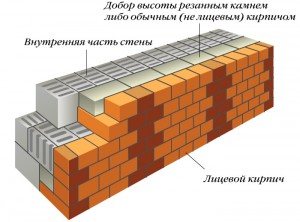 Добор высоты резанным камнем
либо обычным (не лицевым) кирпичом
Внутренняя часть стены
Лицевой кирпич